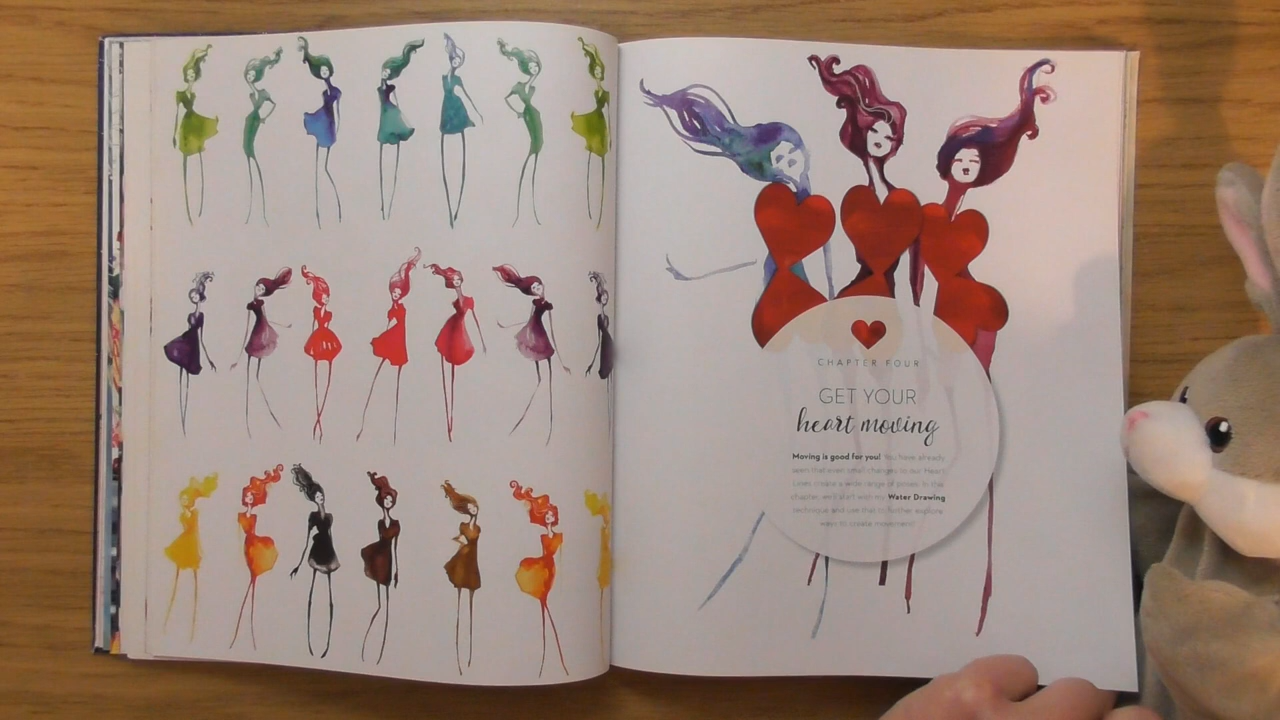 CHAPTER FOUR
GET YOUR
heart moving
Moving is good for you! You have already
seen that even small changes to our Heart
Lines create a wide range of poses. In this
chapter, we'll start with my Water Drawing
technique and use that to further explore
ways to create movement!